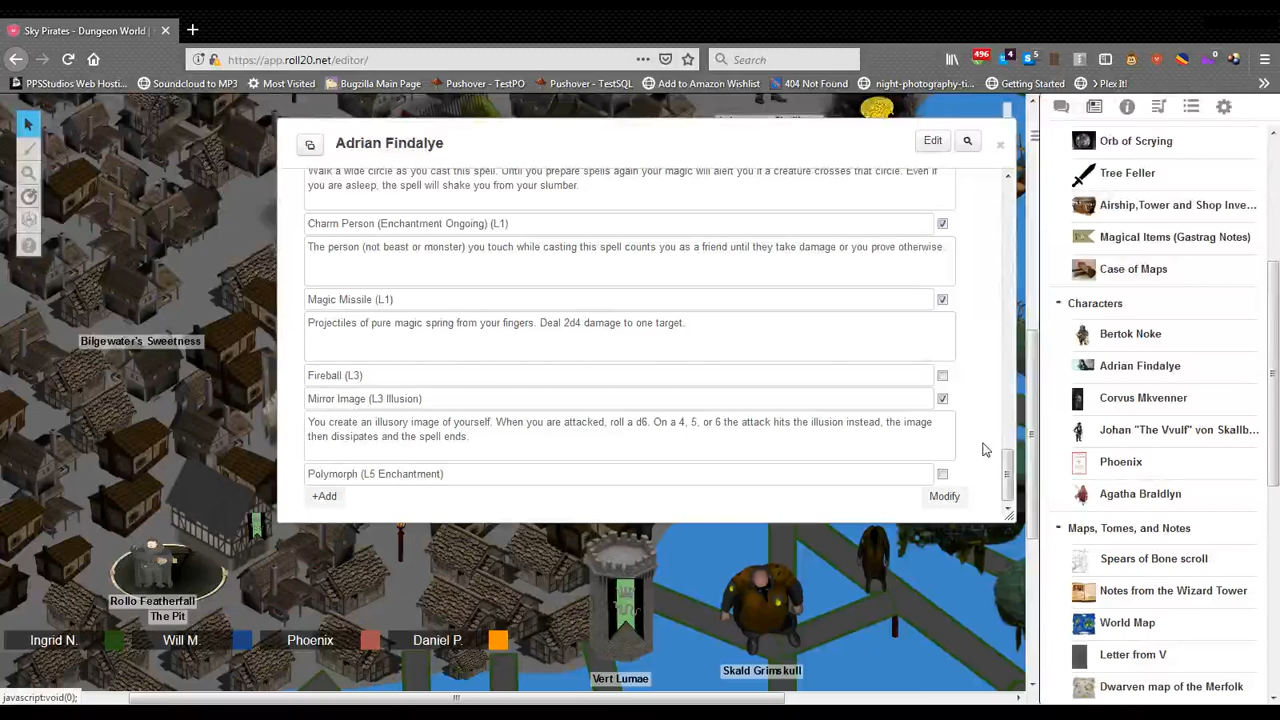 Sky Pirates - Dungeon World |
https://app.roll20.net/editor/
Search
496
4
5
0
PPSStudios Web Hosti...
Soundcloud to MP3
Most Visited
Bugzilla Main Page
Pushover - TestPO
Pushover - TestSQL
Add to Amazon Wishlist
404 Not Found
night-photography-ti...
Getting Started
> Plex It!
Adrian Findalye
Edit
Walk a wide circle as you cast this spell. Until you prepare spells again your magic will alert you if a creature crosses that circle. Even if
you are asleep, the spell will shake you from your slumber.
Charm Person (Enchantment Ongoing) (L1)
The person (not beast or monster) you touch while casting this spell counts you as a friend until they take damage or you prove otherwise.
Magic Missile (L1)
Projectiles of pure magic spring from your fingers. Deal 2d4 damage to one target.
Fireball (L3)
Mirror Image (L3 Illusion)
You create an illusory image of yourself. When you are attacked, roll a d6. On a 4, 5, or 6 the attack hits the illusion instead, the image
then dissipates and the spell ends.
Polymorph (L5 Enchantment)
+Add
Modify
Bilgewater's Sweetness
Rollo Featherfall
The Pit
Ingrid N.
Will M.
Phoenix
Daniel P.
Vert Lumae
Skald Grimskull
javascript:void(0);
Orb of Scrying
Tree Feller
Airship,Tower and Shop Inve...
Magical Items (Gastrag Notes)
Case of Maps
Characters
Bertok Noke
Adrian Findalye
Corvus Mkvenner
Johan "The Vvulf" von Skallb...
Phoenix
Agatha Braldlyn
Maps, Tomes, and Notes
Spears of Bone scroll
Notes from the Wizard Tower
World Map
Letter from V
Dwarven map of the Merfolk